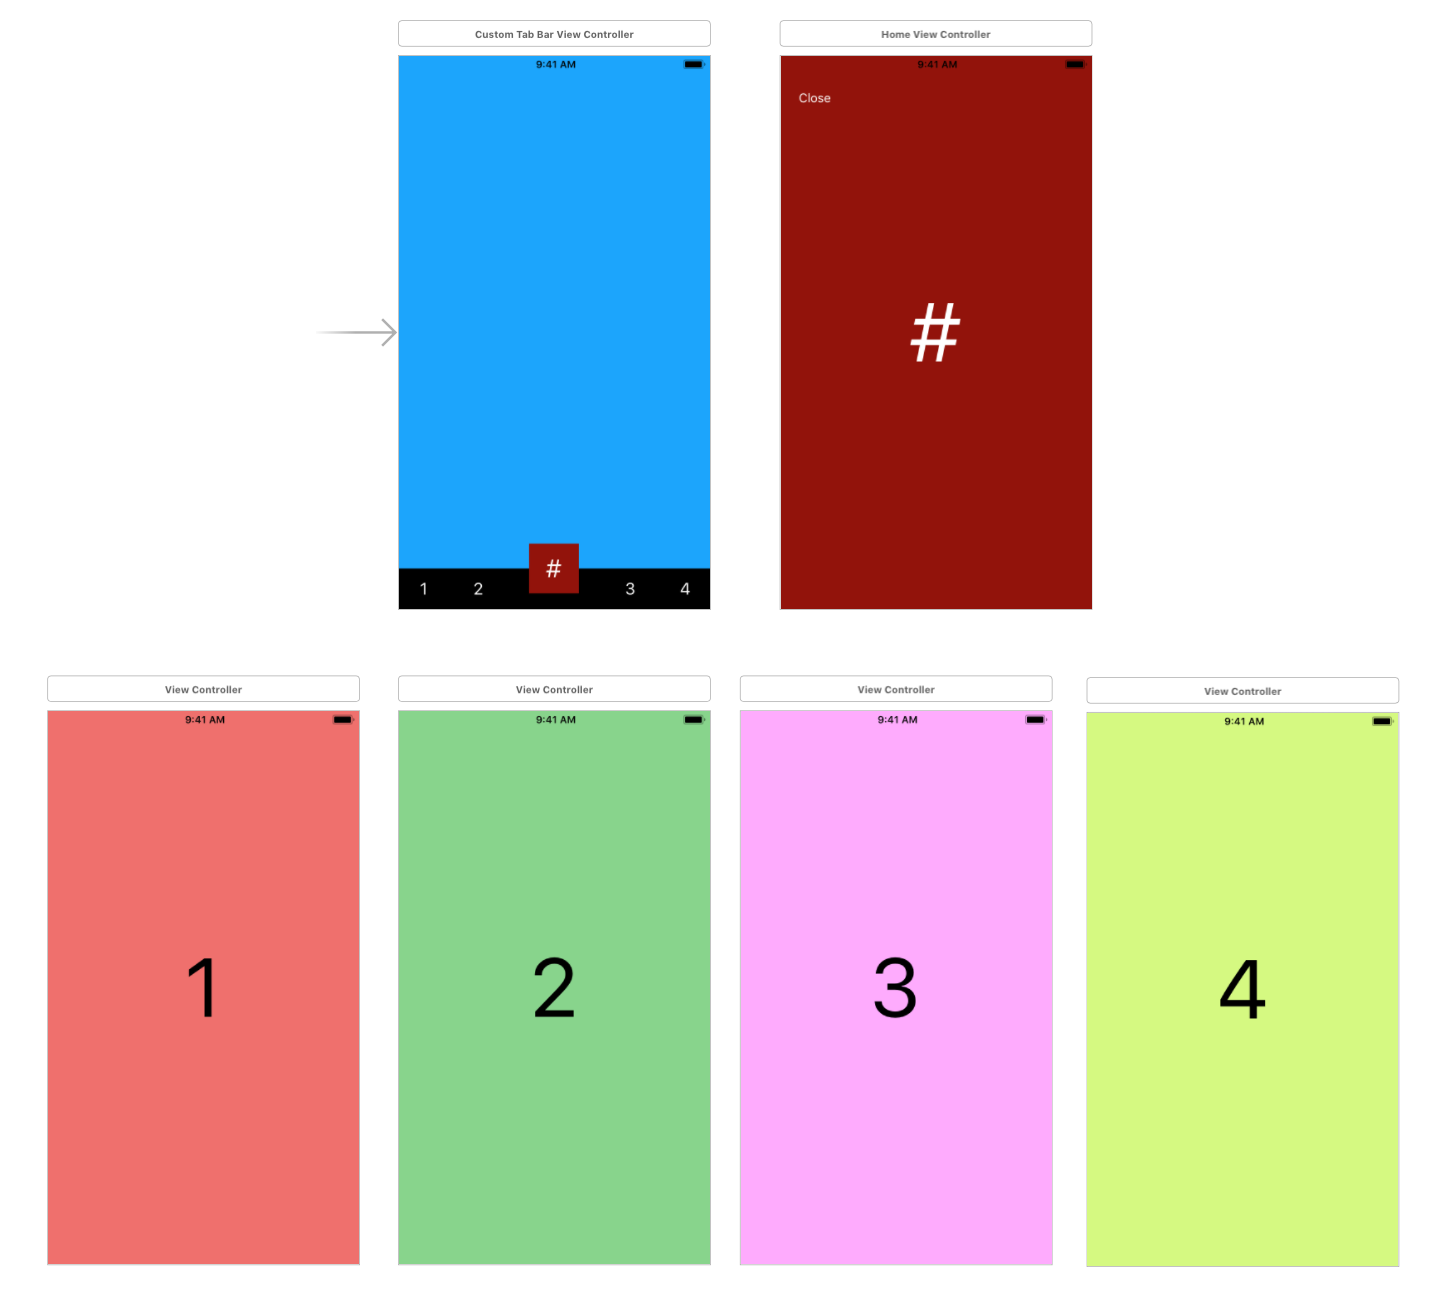 Custom Tab Bar View Controller
9:41 AM
#
1 2 3 4
Home View Controller
9:41 AM
Close
#
View Controller
9:41 AM
1
View Controller
9:41 AM
2
View Controller
9:41 AM
3
View Controller
9:41 AM
4